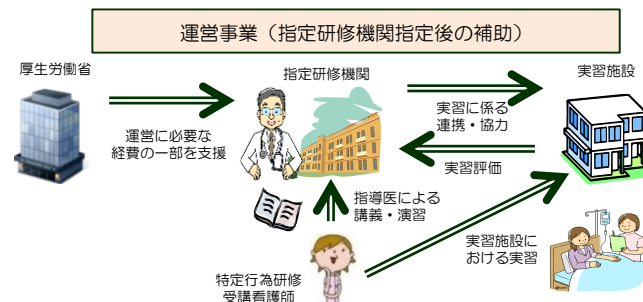 運営事業（指定研修機関指定後の補助）
厚生労働省
指定研修機関
実習施設
運営に必要な
経費の一部を支援
実習に係る
連携・協力
実習評価
指導医による
講義・演習
実習施設に
おける実習
特定行為研修
受講看護師